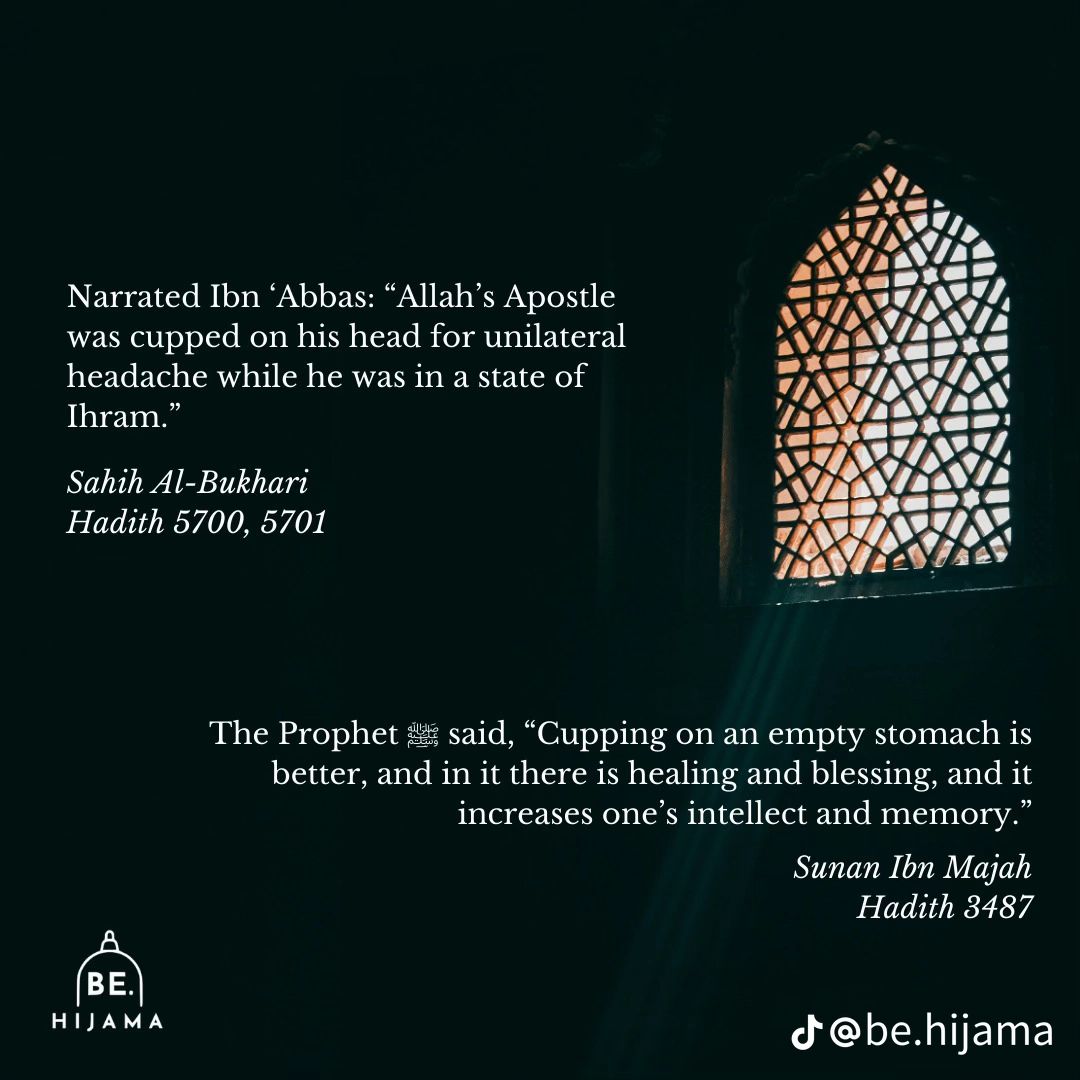 Narrated Ibn ‘Abbas: “Allah’s Apostle
was cupped on his head for unilateral
headache while he was in a state of
Ihram.”
Sahih Al-Bukhari
Hadith 5700, 5701
The Prophet ﷺ said, “Cupping on an empty stomach is
better, and in it there is healing and blessing, and it
increases one’s intellect and memory.”
Sunan Ibn Majah
Hadith 3487
BE.
HIJAMA
@be.hijama